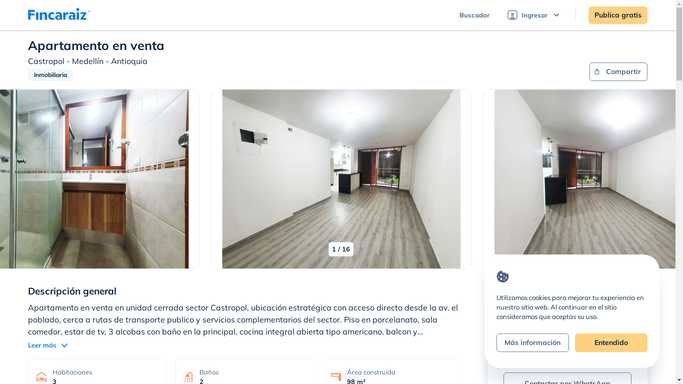 Fincaraiz
Buscador
Ingresar
Publica gratis
Apartamento en venta
Castropol - Medellín - Antioquia
Inmobiliaria
Compartir
1 / 16
Descripción general
Apartamento en venta en unidad cerrada sector Castropol, ubicación estratégica con acceso directo desde la av. el
poblado, cerca a rutas de transporte publico y servicios complementarios del sector. Piso en porcelanato, sala
comedor, estar de tv, 3 alcobas con baño en la principal, cocina integral abierta tipo americano, balcon y...
Leer más
Habitaciones
3
Baños
2
Área construida
98 m²
Utilizamos cookies para mejorar tu experiencia en
nuestro sitio web. Al continuar en el sitio
consideramos que aceptas su uso.
Más información
Entendido
Contactar por WhatsApp